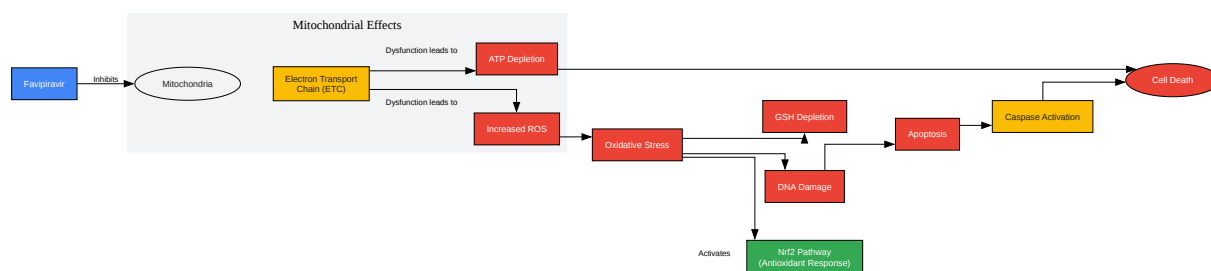 Mitochondrial Effects
Favipiravir
Inhibits
Mitochondria
Electron Transport
Chain (ETC)
Dysfunction leads to
ATP Depletion
Dysfunction leads to
Increased ROS
Oxidative Stress
GSH Depletion
DNA Damage
Activates
Nrf2 Pathway
(Antioxidant Response)
Apoptosis
Caspase Activation
Cell Death